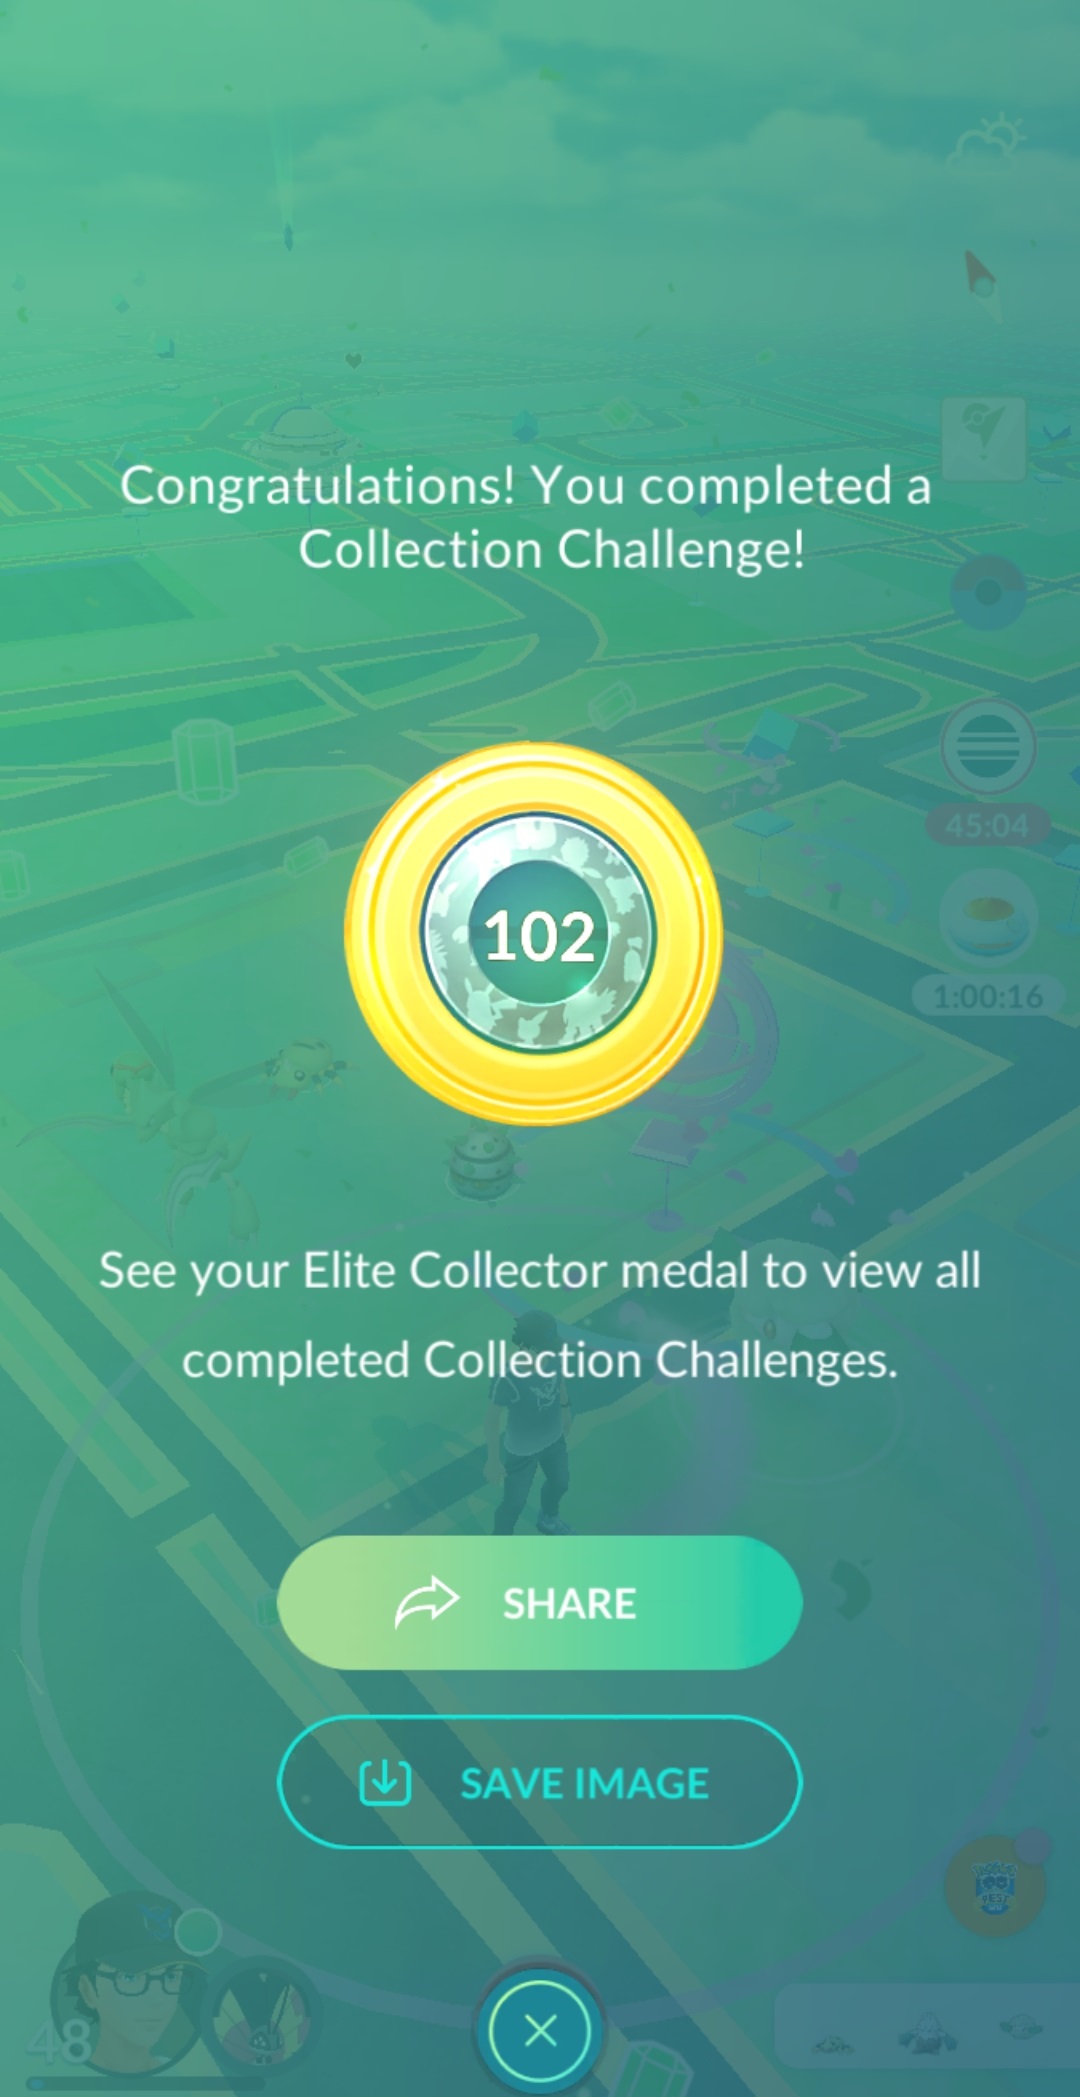 Congratulations! You completed a
Collection Challenge!
45:04
102
1:00:16
See your Elite Collector medal to view all
completed Collection Challenges.
SHARE
SAVE IMAGE
48